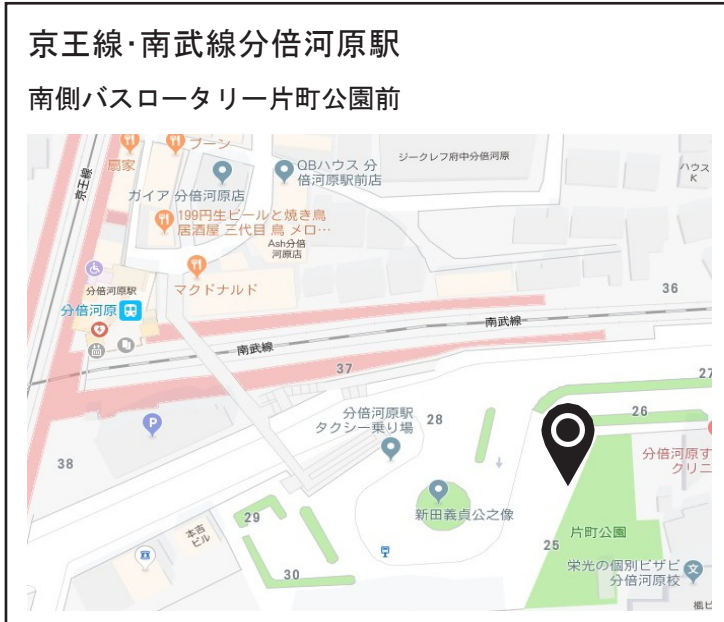 京王線・南武線分倍河原駅
南側バスロータリー片町公園前
扇家
ブーン
QBハウス 分
倍河原駅前店
ジークレフ府中分倍河原
ハウス
K
京王線
ガイア 分倍河原店
199円生ビールと焼き鳥
居酒屋 三代目 鳥 メロ…
Ash分倍
河原店
分倍河原駅
マクドナルド
36
分倍河原
南武線
南武線
37
27
分倍河原駅
タクシー乗り場
28
26
P
38
分倍河原す
クリニ
新田義貞公之像
29
本吉
ビル
片町公園
25
30
栄光の個別ビザビ
分倍河原校
文
楓ビ